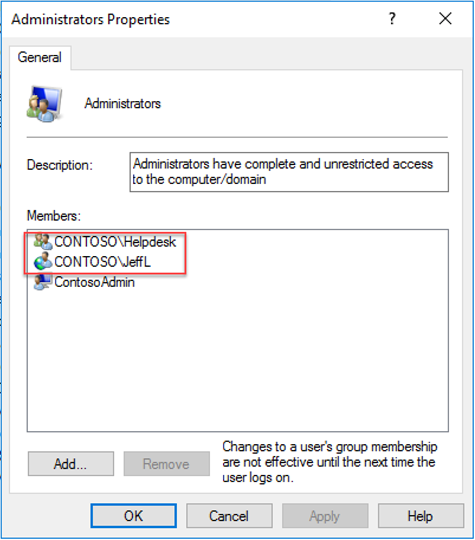 Administrators Properties
?
General
Administrators
Description:
Administrators have complete and unrestricted access
to the computer/domain
Members:
CONTOSO\Helpdesk
CONTOSO\JeffL
ContosoAdmin
Changes to a user's group membership
are not effective until the next time the
user logs on.
Add...
Remove
OK
Cancel
Apply
Help